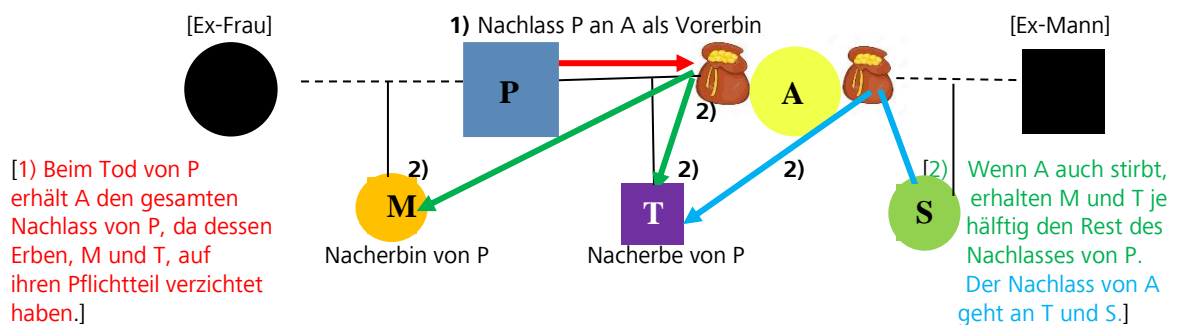 [Ex-Frau]
1) Nachlass P an A als Vorerbin
[Ex-Mann]
P
A
2)
[1) Beim Tod von P
erhält A den gesamten
Nachlass von P, da dessen
Erben, M und T, auf
ihren Pflichtteil verzichtet
haben.]
2)
M
Nacherbin von P
2)
T
Nacherbe von P
2)
S
[2) Wenn A auch stirbt,
erhalten M und T je
hälftig den Rest des
Nachlasses von P.
Der Nachlass von A
geht an T und S.]